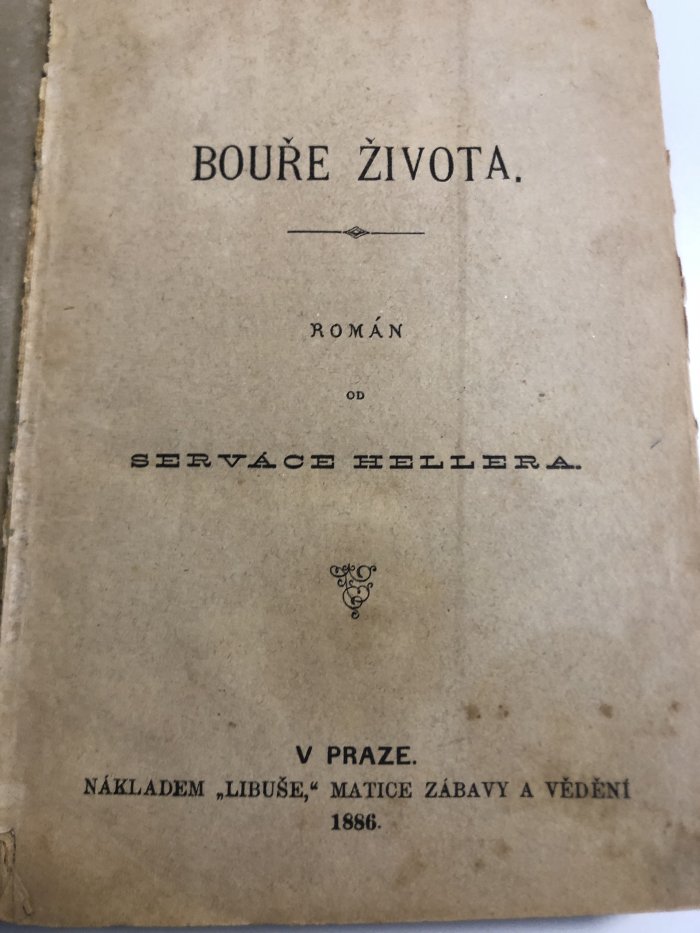 BOUŘE ŽIVOTA.
ROMÁN
OD
SERVÁCE HELLERA.
V PRAZE.
NÁKLADEM „LIBUŠE,“ MATICE ZÁBAVY A VĚDĚNÍ
1886.